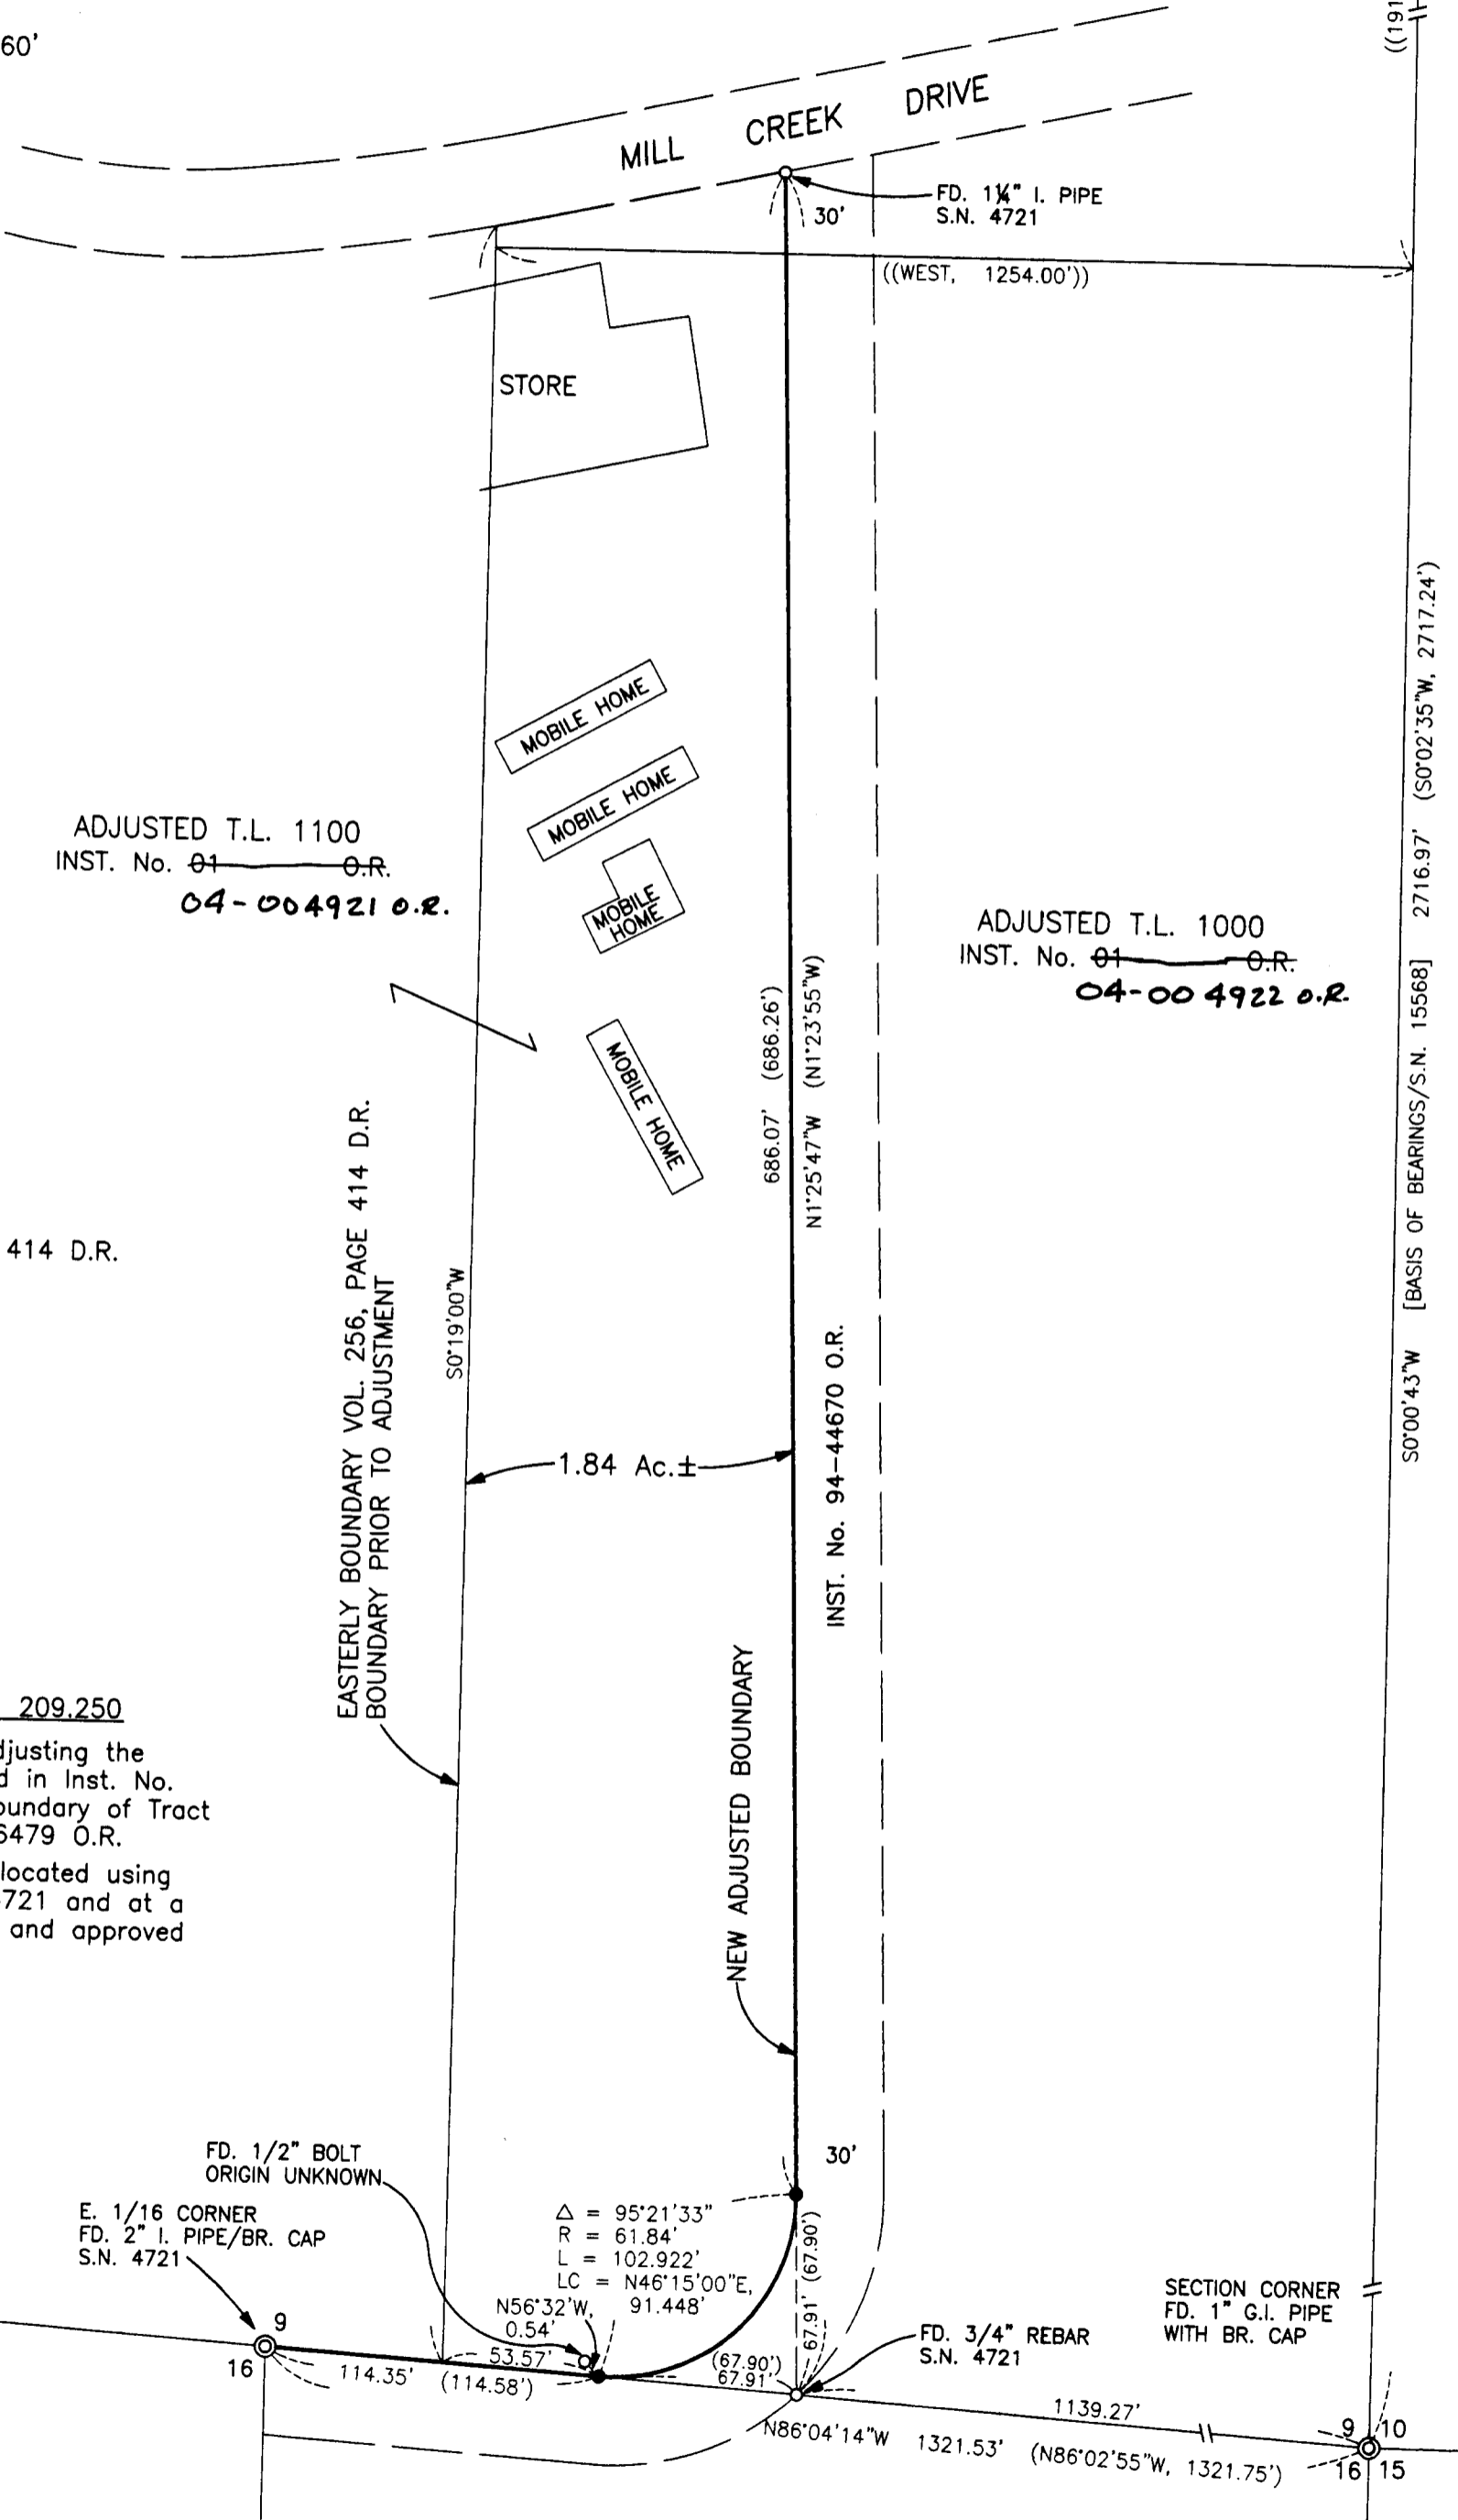 60'
((191
MILL CREEK DRIVE
FD. 1¼" I. PIPE
S.N. 4721
30'
((WEST, 1254.00'))
STORE
MOBILE HOME
MOBILE HOME
MOBILE
HOME
MOBILE HOME
ADJUSTED T.L. 1100
INST. No. 01 O.R.
04-004921 O.R.
ADJUSTED T.L. 1000
INST. No. 01 O.R.
04-004922 O.R.
686.07' (686.26')
N1°25'47"W (N1°23'55"W)
S0°00'43"W [BASIS OF BEARINGS/S.N. 15568] 2716.97' (S0°02'35"W, 2717.24')
414 D.R.
EASTERLY BOUNDARY VOL. 256, PAGE 414 D.R.
BOUNDARY PRIOR TO ADJUSTMENT
S0°19'00"W
1.84 Ac.±
INST. No. 94-44670 O.R.
NEW ADJUSTED BOUNDARY
209.250
djusting the
d in Inst. No.
oundary of Tract
6479 O.R.
located using
721 and at a
and approved
FD. 1/2" BOLT
ORIGIN UNKNOWN
E. 1/16 CORNER
FD. 2" I. PIPE/BR. CAP
S.N. 4721
30'
Δ = 95°21'33"
R = 61.84'
L = 102.922'
LC = N46°15'00"E,
91.448'
N56°32'W,
0.54'
67.91' (67.90')
SECTION CORNER
FD. 1" G.I. PIPE
WITH BR. CAP
FD. 3/4" REBAR
S.N. 4721
9
16
53.57'
114.35' (114.58')
(67.90')
67.91'
1139.27'
N86°04'14"W 1321.53' (N86°02'55"W, 1321.75')
9 10
16 15